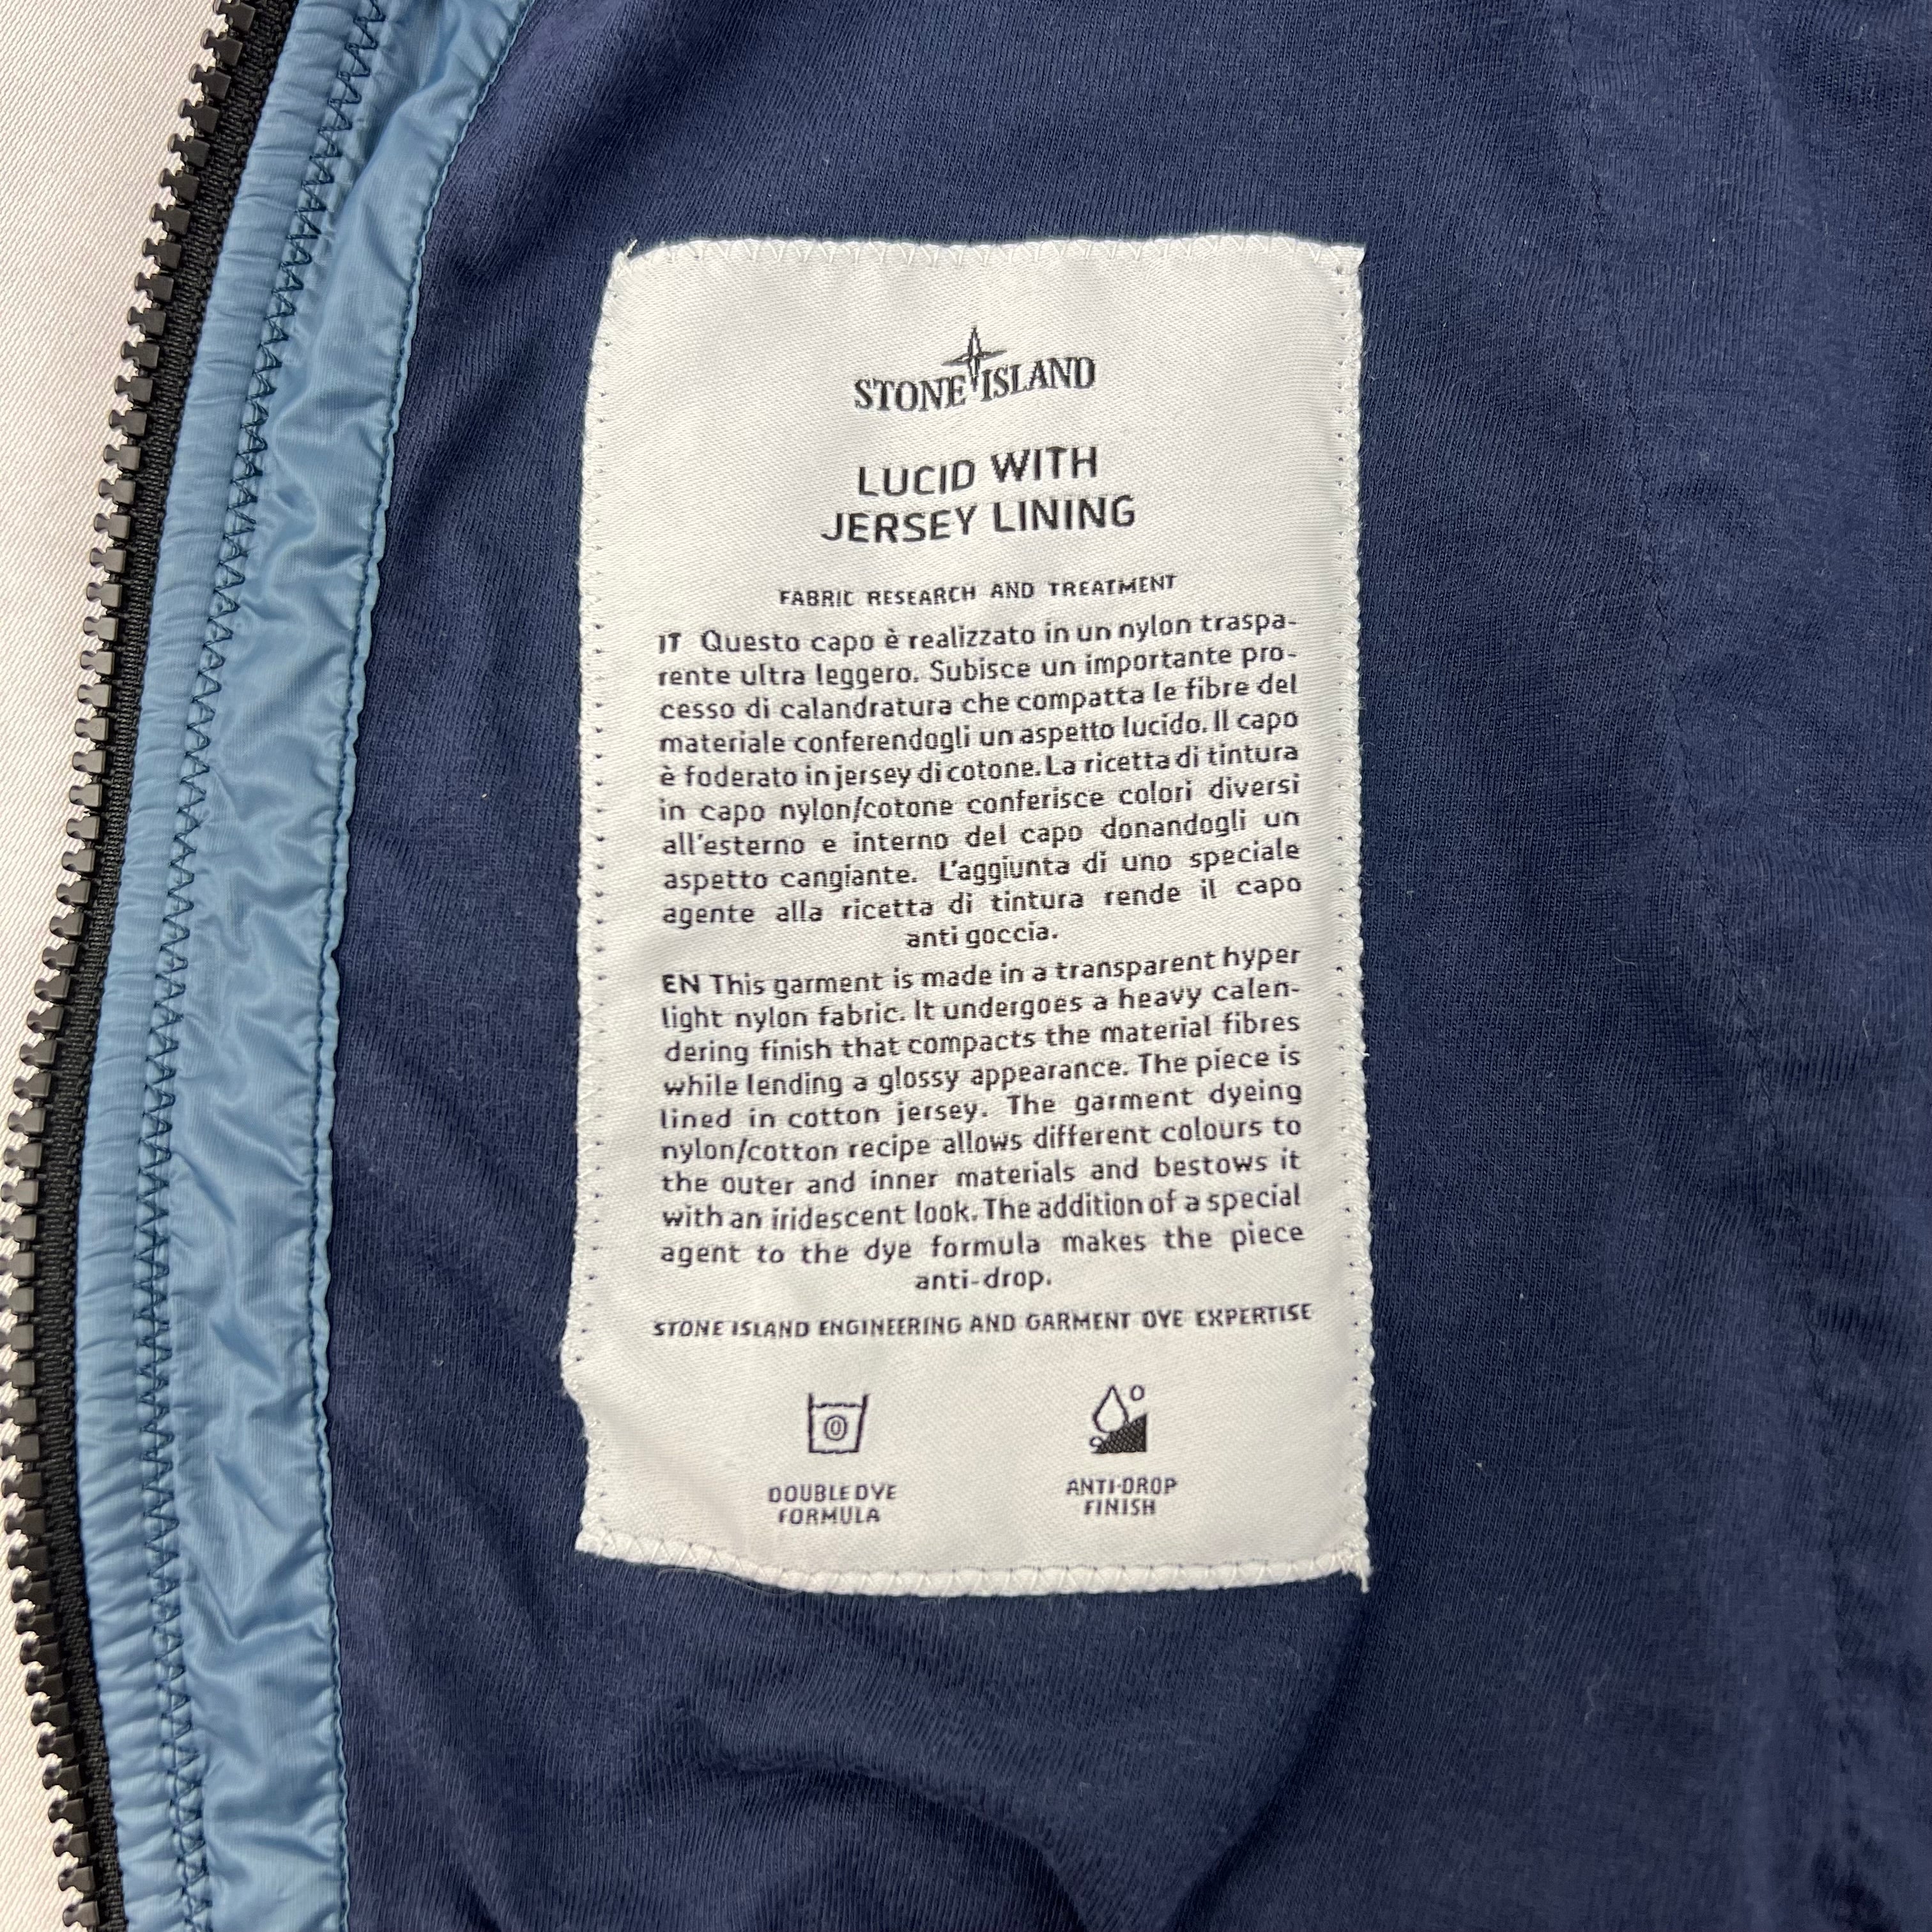 STONE ISLAND
LUCID WITH
JERSEY LINING
FABRIC RESEARCH AND TREATMENT
IT Questo capo è realizzato in un nylon traspa-
rente ultra leggero. Subisce un importante pro-
cesso di calandratura che compatta le fibre del
materiale conferendogli un aspetto lucido. Il capo
è foderato in jersey di cotone. La ricetta di tintura
in capo nylon/cotone conferisce colori diversi
all'esterno e interno del capo donandogli un
aspetto cangiante. L'aggiunta di uno speciale
agente alla ricetta di tintura rende il capo
anti goccia.
EN This garment is made in a transparent hyper
light nylon fabric. It undergoes a heavy calen-
dering finish that compacts the material fibres
while lending a glossy appearance. The piece is
lined in cotton jersey. The garment dyeing
nylon/cotton recipe allows different colours to
the outer and inner materials and bestows it
with an iridescent look. The addition of a special
agent to the dye formula makes the piece
anti-drop.
STONE ISLAND ENGINEERING AND GARMENT DYE EXPERTISE
DOUBLE DYE
FORMULA
ANTI-DROP
FINISH